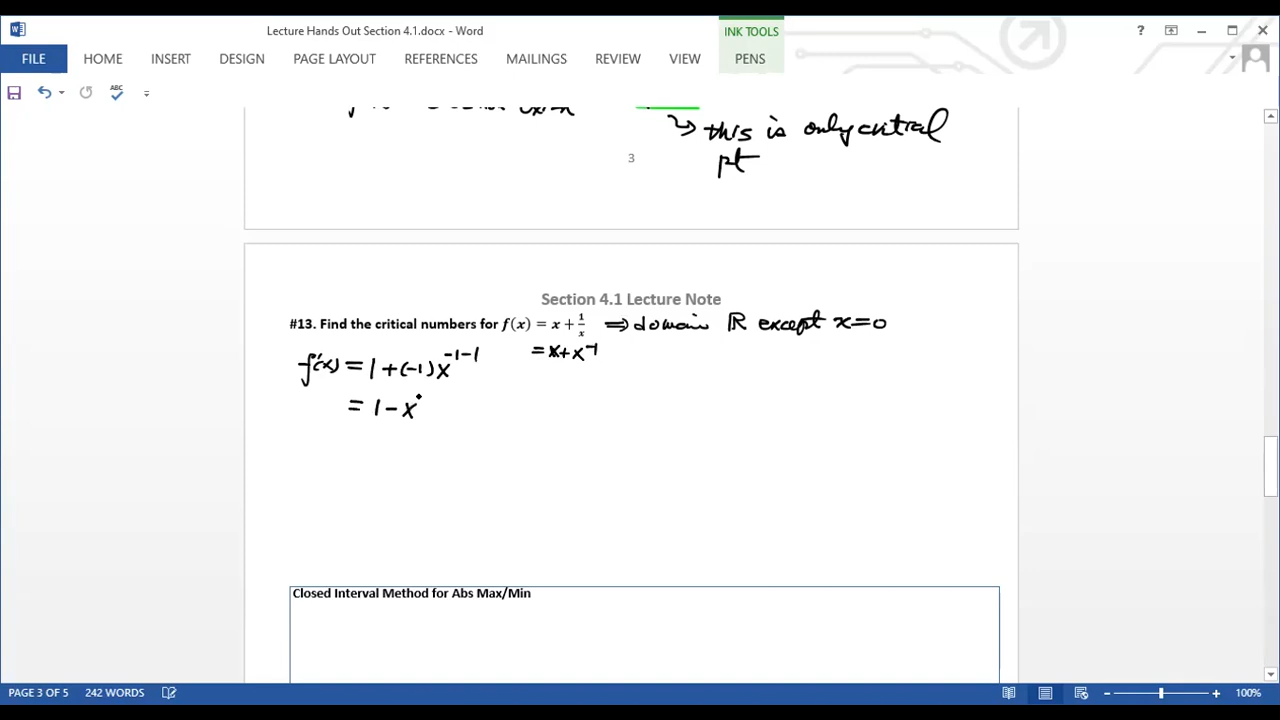 Lecture Hands Out Section 4.1.docx - Word
INK TOOLS
FILE HOME INSERT DESIGN PAGE LAYOUT REFERENCES MAILINGS REVIEW VIEW PENS
this is only critral
pt
3
Section 4.1 Lecture Note
#13. Find the critical numbers for f(x) = x + 1/x ⟹ domain ℝ except x=0
= x+x⁻¹
f'(x) = 1+(-1)x⁻¹⁻¹
= 1-x
Closed Interval Method for Abs Max/Min
PAGE 3 OF 5 242 WORDS 100%